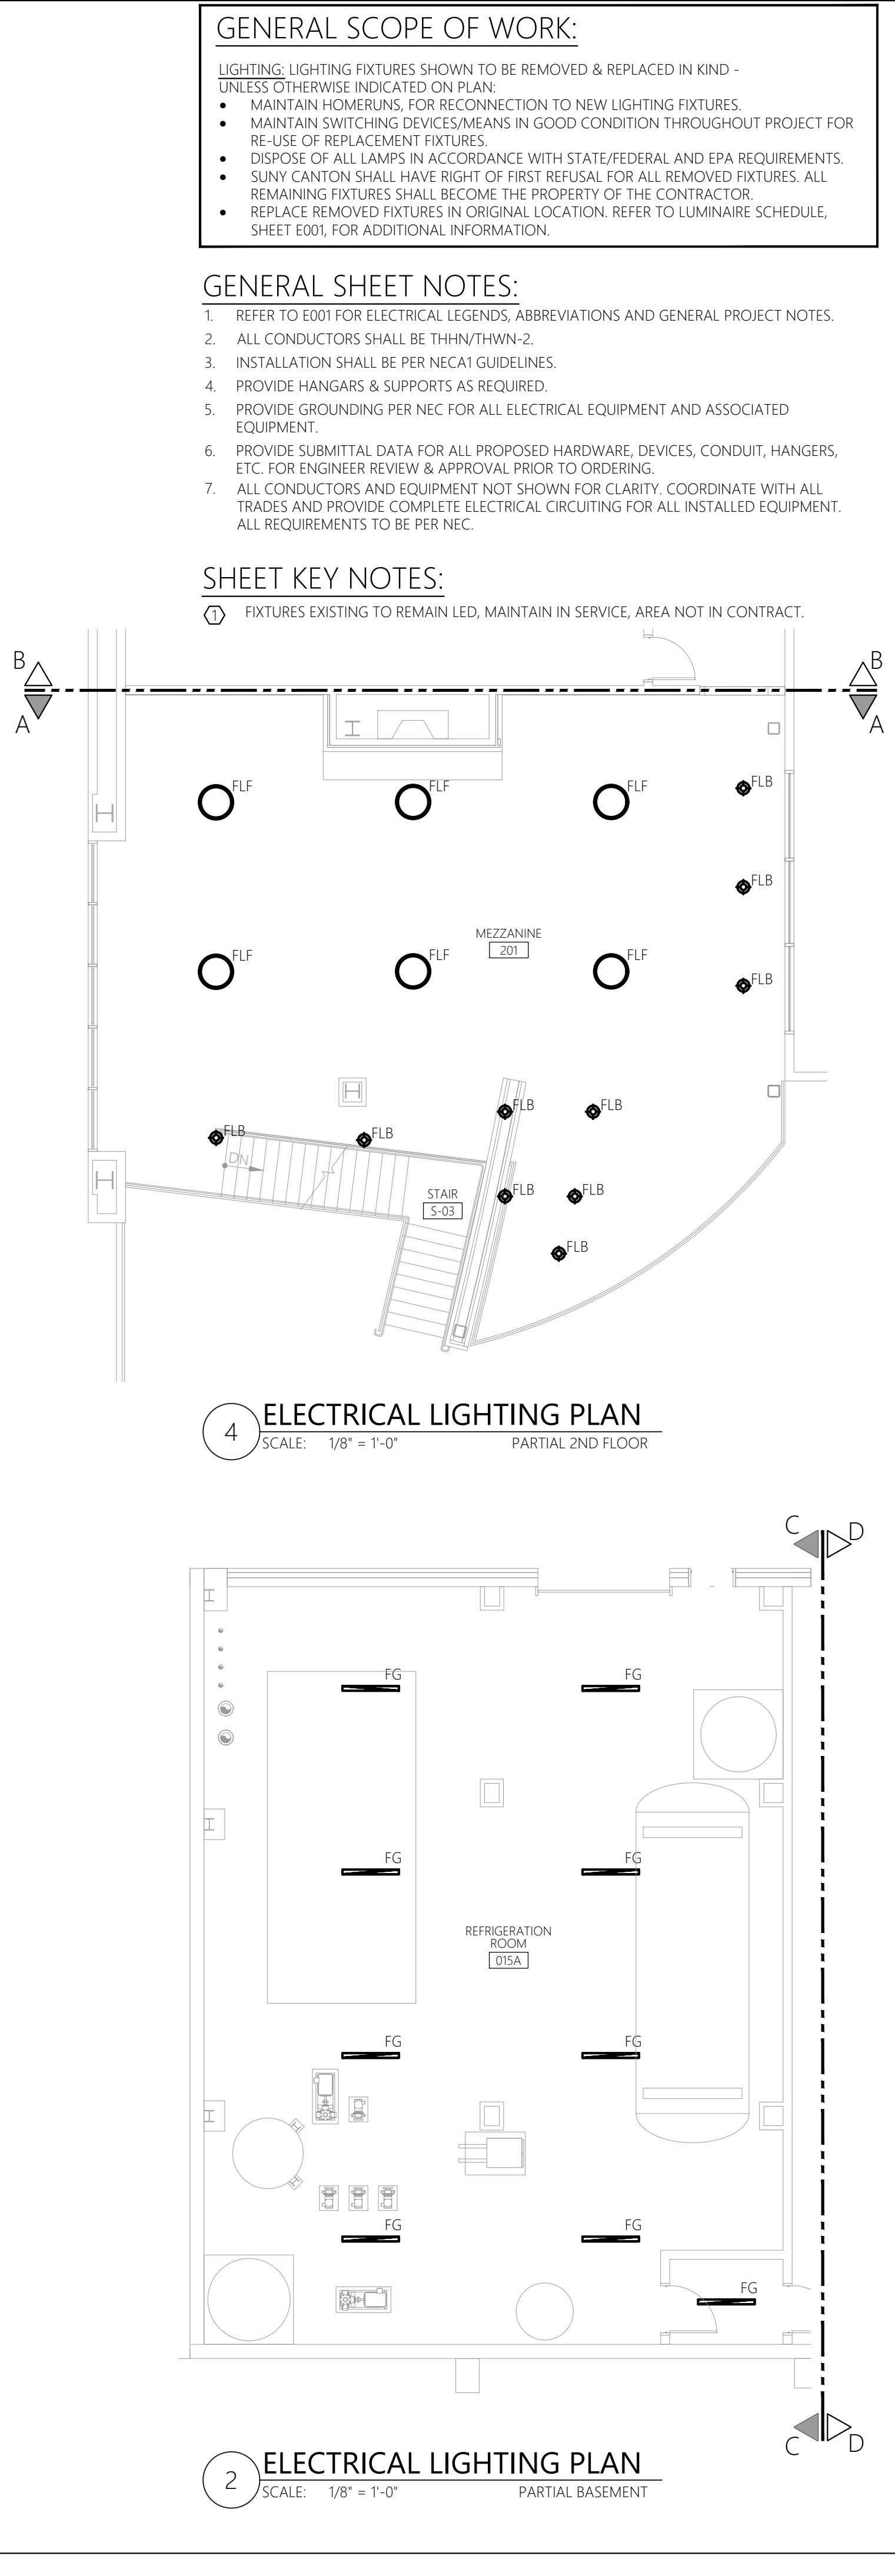 GENERAL SCOPE OF WORK:
LIGHTING: LIGHTING FIXTURES SHOWN TO BE REMOVED & REPLACED IN KIND -
UNLESS OTHERWISE INDICATED ON PLAN:
• MAINTAIN HOMERUNS, FOR RECONNECTION TO NEW LIGHTING FIXTURES.
• MAINTAIN SWITCHING DEVICES/MEANS IN GOOD CONDITION THROUGHOUT PROJECT FOR
RE-USE OF REPLACEMENT FIXTURES.
• DISPOSE OF ALL LAMPS IN ACCORDANCE WITH STATE/FEDERAL AND EPA REQUIREMENTS.
• SUNY CANTON SHALL HAVE RIGHT OF FIRST REFUSAL FOR ALL REMOVED FIXTURES. ALL
REMAINING FIXTURES SHALL BECOME THE PROPERTY OF THE CONTRACTOR.
• REPLACE REMOVED FIXTURES IN ORIGINAL LOCATION. REFER TO LUMINAIRE SCHEDULE,
SHEET E001, FOR ADDITIONAL INFORMATION.
GENERAL SHEET NOTES:
1. REFER TO E001 FOR ELECTRICAL LEGENDS, ABBREVIATIONS AND GENERAL PROJECT NOTES.
2. ALL CONDUCTORS SHALL BE THHN/THWN-2.
3. INSTALLATION SHALL BE PER NECA1 GUIDELINES.
4. PROVIDE HANGARS & SUPPORTS AS REQUIRED.
5. PROVIDE GROUNDING PER NEC FOR ALL ELECTRICAL EQUIPMENT AND ASSOCIATED
EQUIPMENT.
6. PROVIDE SUBMITTAL DATA FOR ALL PROPOSED HARDWARE, DEVICES, CONDUIT, HANGERS,
ETC. FOR ENGINEER REVIEW & APPROVAL PRIOR TO ORDERING.
7. ALL CONDUCTORS AND EQUIPMENT NOT SHOWN FOR CLARITY. COORDINATE WITH ALL
TRADES AND PROVIDE COMPLETE ELECTRICAL CIRCUITING FOR ALL INSTALLED EQUIPMENT.
ALL REQUIREMENTS TO BE PER NEC.
SHEET KEY NOTES:
1 FIXTURES EXISTING TO REMAIN LED, MAINTAIN IN SERVICE, AREA NOT IN CONTRACT.
B B
A A
FLF FLF FLF FLB
FLB
MEZZANINE
201
FLF FLF FLF
FLB
FLB FLB
FLB FLB
DN
STAIR
S-03
FLB FLB
FLB
4 ELECTRICAL LIGHTING PLAN
SCALE: 1/8" = 1'-0" PARTIAL 2ND FLOOR
C D
FG FG
FG FG
REFRIGERATION
ROOM
015A
FG FG
FG FG
FG
C D
2 ELECTRICAL LIGHTING PLAN
SCALE: 1/8" = 1'-0" PARTIAL BASEMENT